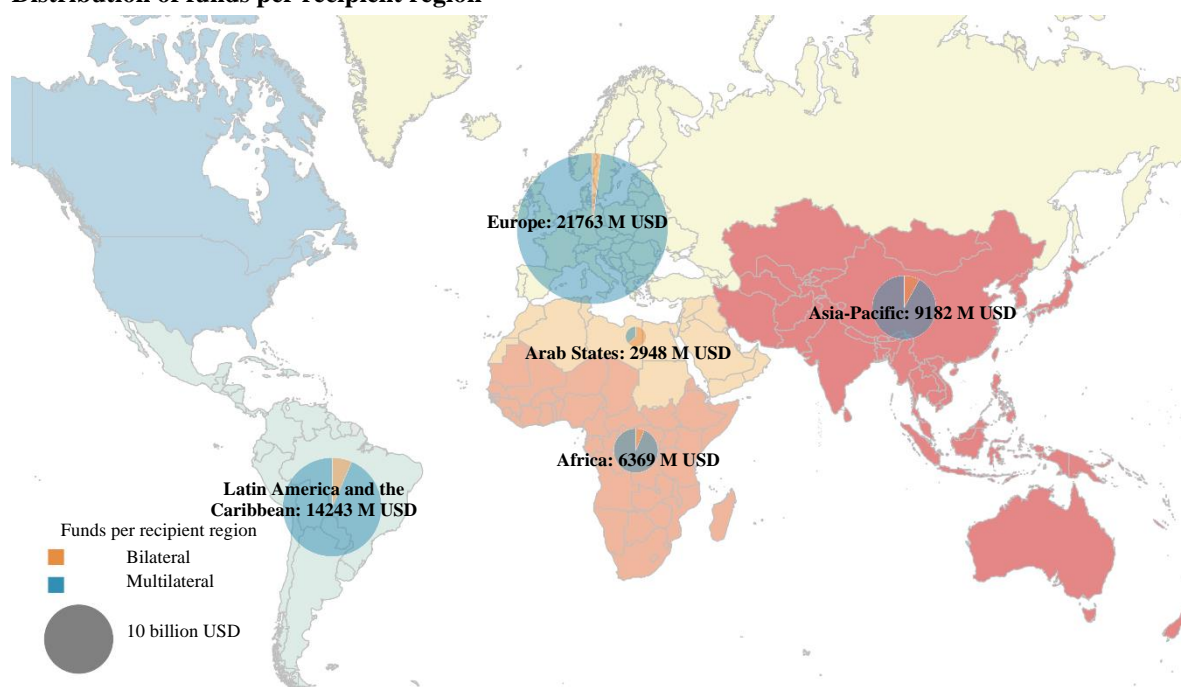 Distribution of funds per recipient region
Europe: 21763 M USD
Asia-Pacific: 9182 M USD
Arab States: 2948 M USD
Africa: 6369 M USD
Latin America and the
Caribbean: 14243 M USD
Funds per recipient region
Bilateral
Multilateral
10 billion USD